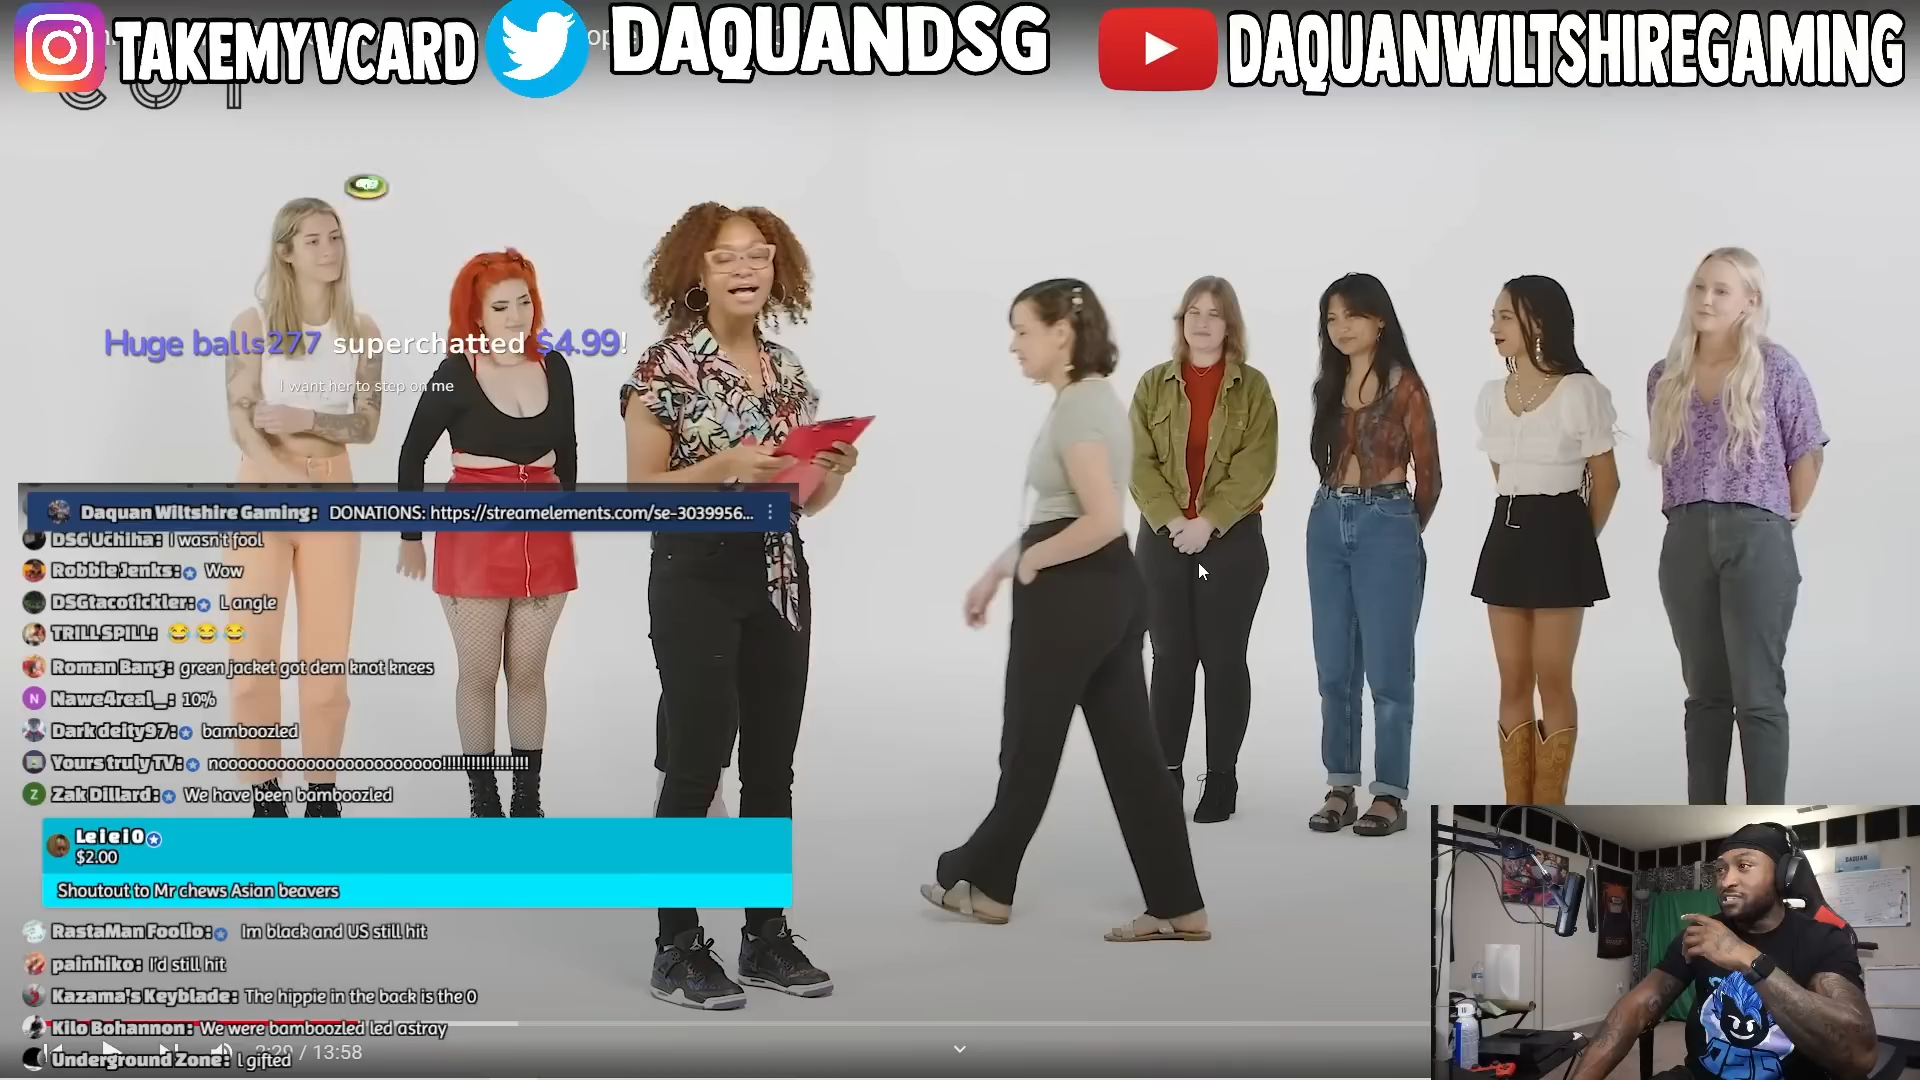 TAKEMYVCARD
DAQUANDSG
DAQUANWILTSHIREGAMING
CUT
Huge balls277 superchatted $4.99!
I want her to step on me
Daquan Wiltshire Gaming: DONATIONS: https://streamelements.com/se-3039956...
DSG Uchiha: I wasn't fool
RobbieJenks: Wow
DSGtacotickler: L angle
TRILL SPILL: 😂 😂 😂
Roman Bang: green jacket got dem knot knees
N Nawe4real_: 10%
Dark deity97: bamboozled
Yours truly TV: noooooooooooooooooooooooo!!!!!!!!!!!!!!!!!!
Z Zak Dillard: We have been bamboozled
Leiei0
$2.00
Shoutout to Mr chews Asian beavers
RastaMan Foolio: Im black and US still hit
painhiko: I'd still hit
Kazama's Keyblade: The hippie in the back is the 0
Kilo Bohannon: We were bamboozled led astray
Underground Zone: L gifted
/ 13:58
DAQUAN